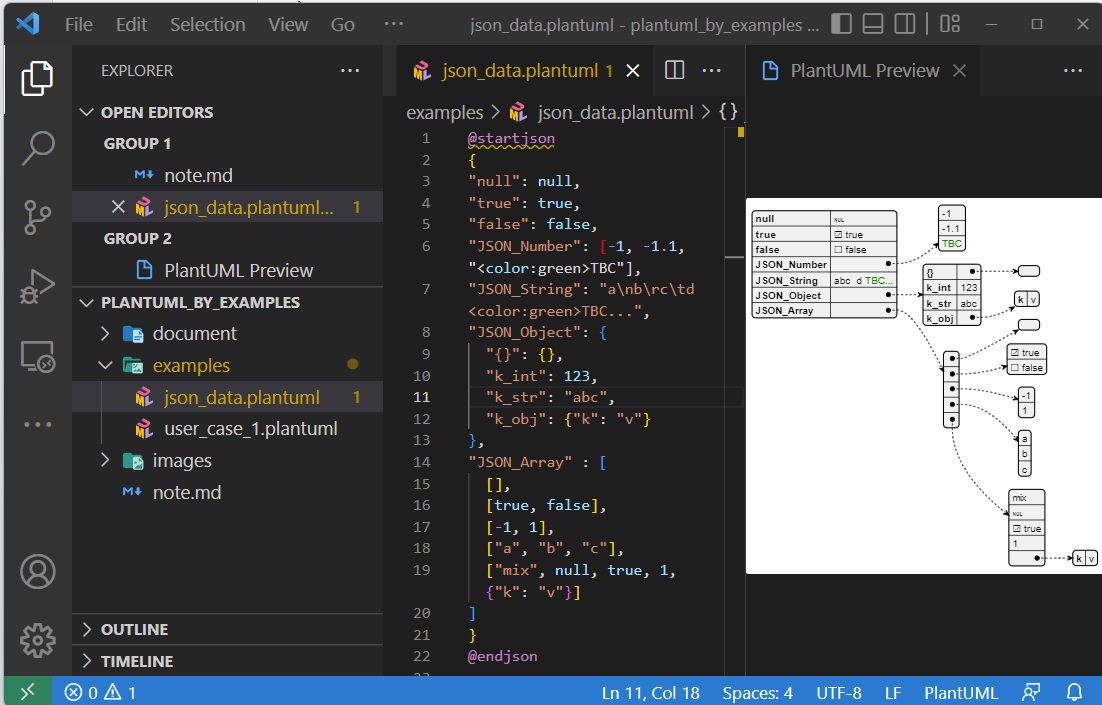 File Edit Selection View Go ··· json_data.plantuml - plantuml_by_examples ...
EXPLORER ···
OPEN EDITORS
GROUP 1
note.md
json_data.plantuml... 1
GROUP 2
PlantUML Preview
PLANTUML_BY_EXAMPLES
document
examples
json_data.plantuml 1
user_case_1.plantuml
images
note.md
OUTLINE
TIMELINE
json_data.plantuml 1
examples > json_data.plantuml > {}
1 @startjson
2 {
3 "null": null,
4 "true": true,
5 "false": false,
6 "JSON_Number": [-1, -1.1,
"<color:green>TBC"],
7 "JSON_String": "a\nb\rc\td
<color:green>TBC...",
8 "JSON_Object": {
9 "{}": {},
10 "k_int": 123,
11 "k_str": "abc",
12 "k_obj": {"k": "v"}
13 },
14 "JSON_Array" : [
15 [],
16 [true, false],
17 [-1, 1],
18 ["a", "b", "c"],
19 ["mix", null, true, 1,
{"k": "v"}]
20 ]
21 }
22 @endjson
PlantUML Preview
null NUL
true true
false false
JSON_Number
JSON_String abc d TBC...
JSON_Object
JSON_Array
-1
-1.1
TBC
{}
k_int 123
k_str abc
k_obj
k v
true
false
-1
1
a
b
c
mix
NUL
true
1
k v
0 1 Ln 11, Col 18 Spaces: 4 UTF-8 LF PlantUML